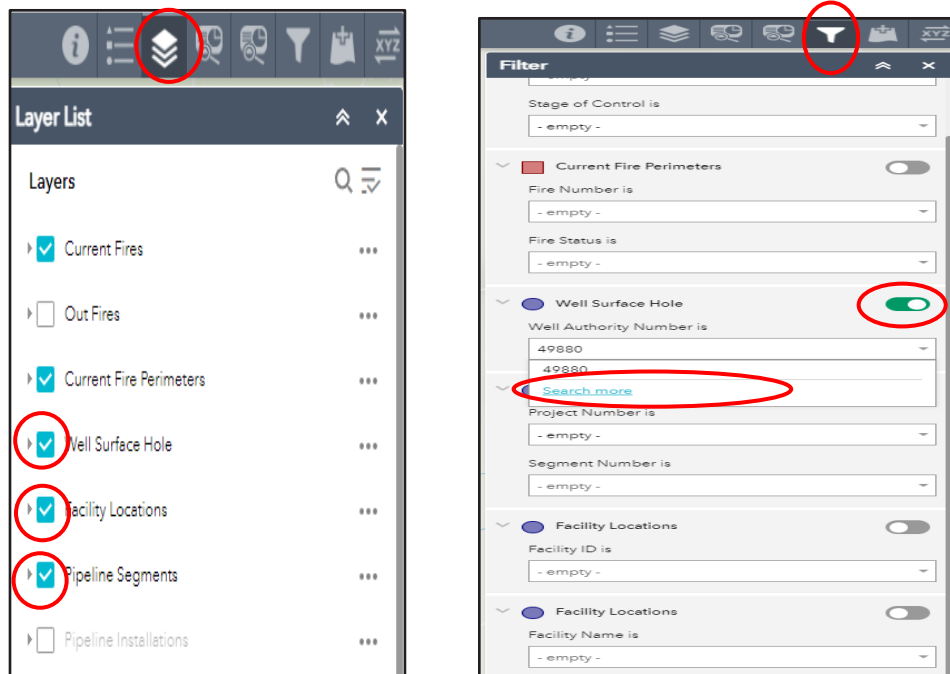 XYZ
Layer List
Layers
Current Fires
Out Fires
Current Fire Perimeters
Well Surface Hole
Facility Locations
Pipeline Segments
Pipeline Installations
XYZ
Filter
- empty -
Stage of Control is
- empty -
Current Fire Perimeters
Fire Number is
- empty -
Fire Status is
- empty -
Well Surface Hole
Well Authority Number is
49880
49880
Search more
Project Number is
- empty -
Segment Number is
- empty -
Facility Locations
Facility ID is
- empty -
Facility Locations
Facility Name is
- empty -